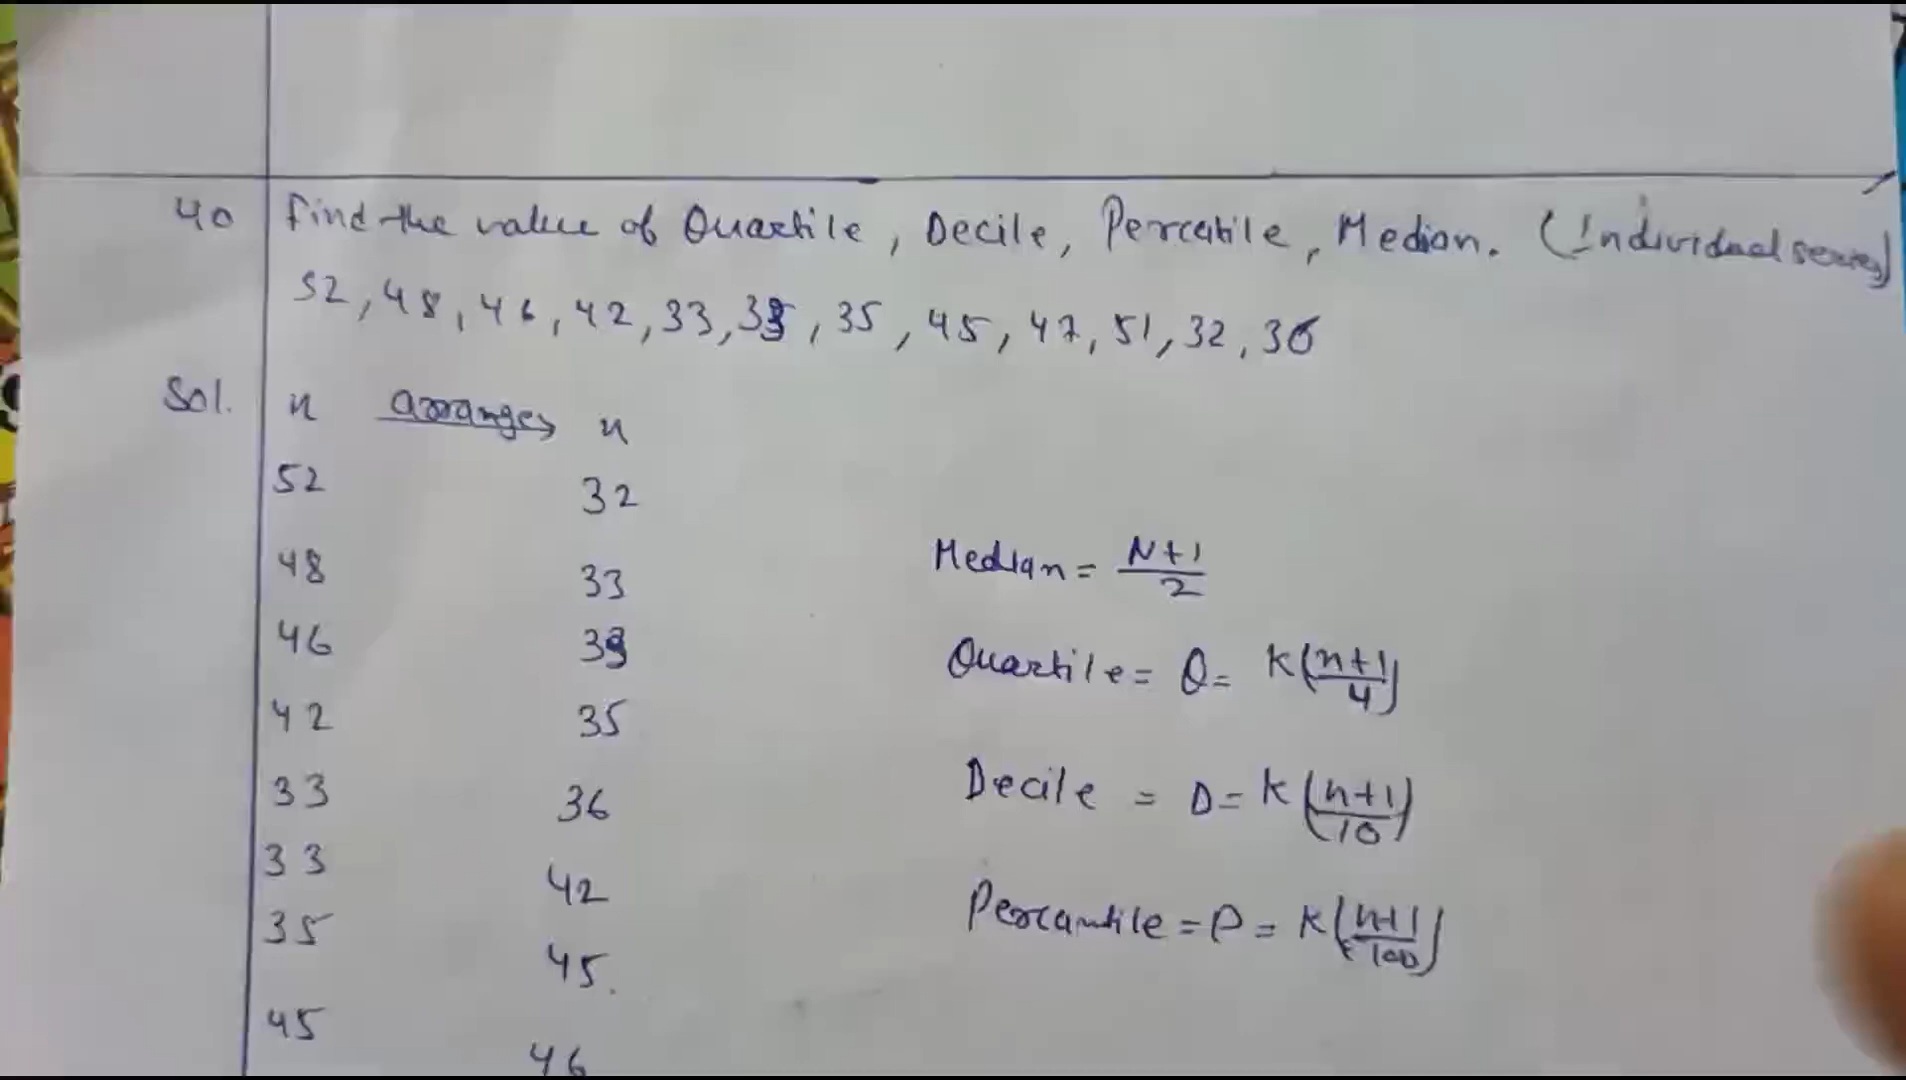 40 find the value of Quartile, Decile, Percatile, Median. (Individual series)
52, 48, 46, 42, 33, 33, 35, 45, 47, 51, 32, 36
Sol. x arrange x
52 32
48 33
46 33
42 35
33 36
33 42
35 45.
45 46
Median = N+1/2
Quartile = Q = K(n+1/4)
Decile = D = K(n+1/10)
Percantile = P = K(n+1/100)